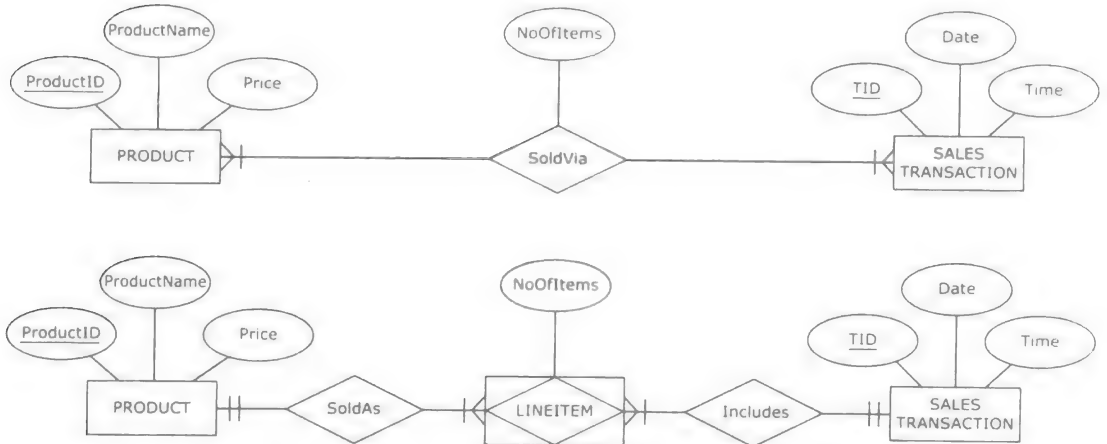 ProductName
NoOfItems
Date
ProductID
Price
TID
Time
PRODUCT
SoldVia
SALES
TRANSACTION
ProductName
NoOfItems
Date
ProductID
Price
TID
Time
PRODUCT
SoldAs
LINEITEM
Includes
SALES
TRANSACTION